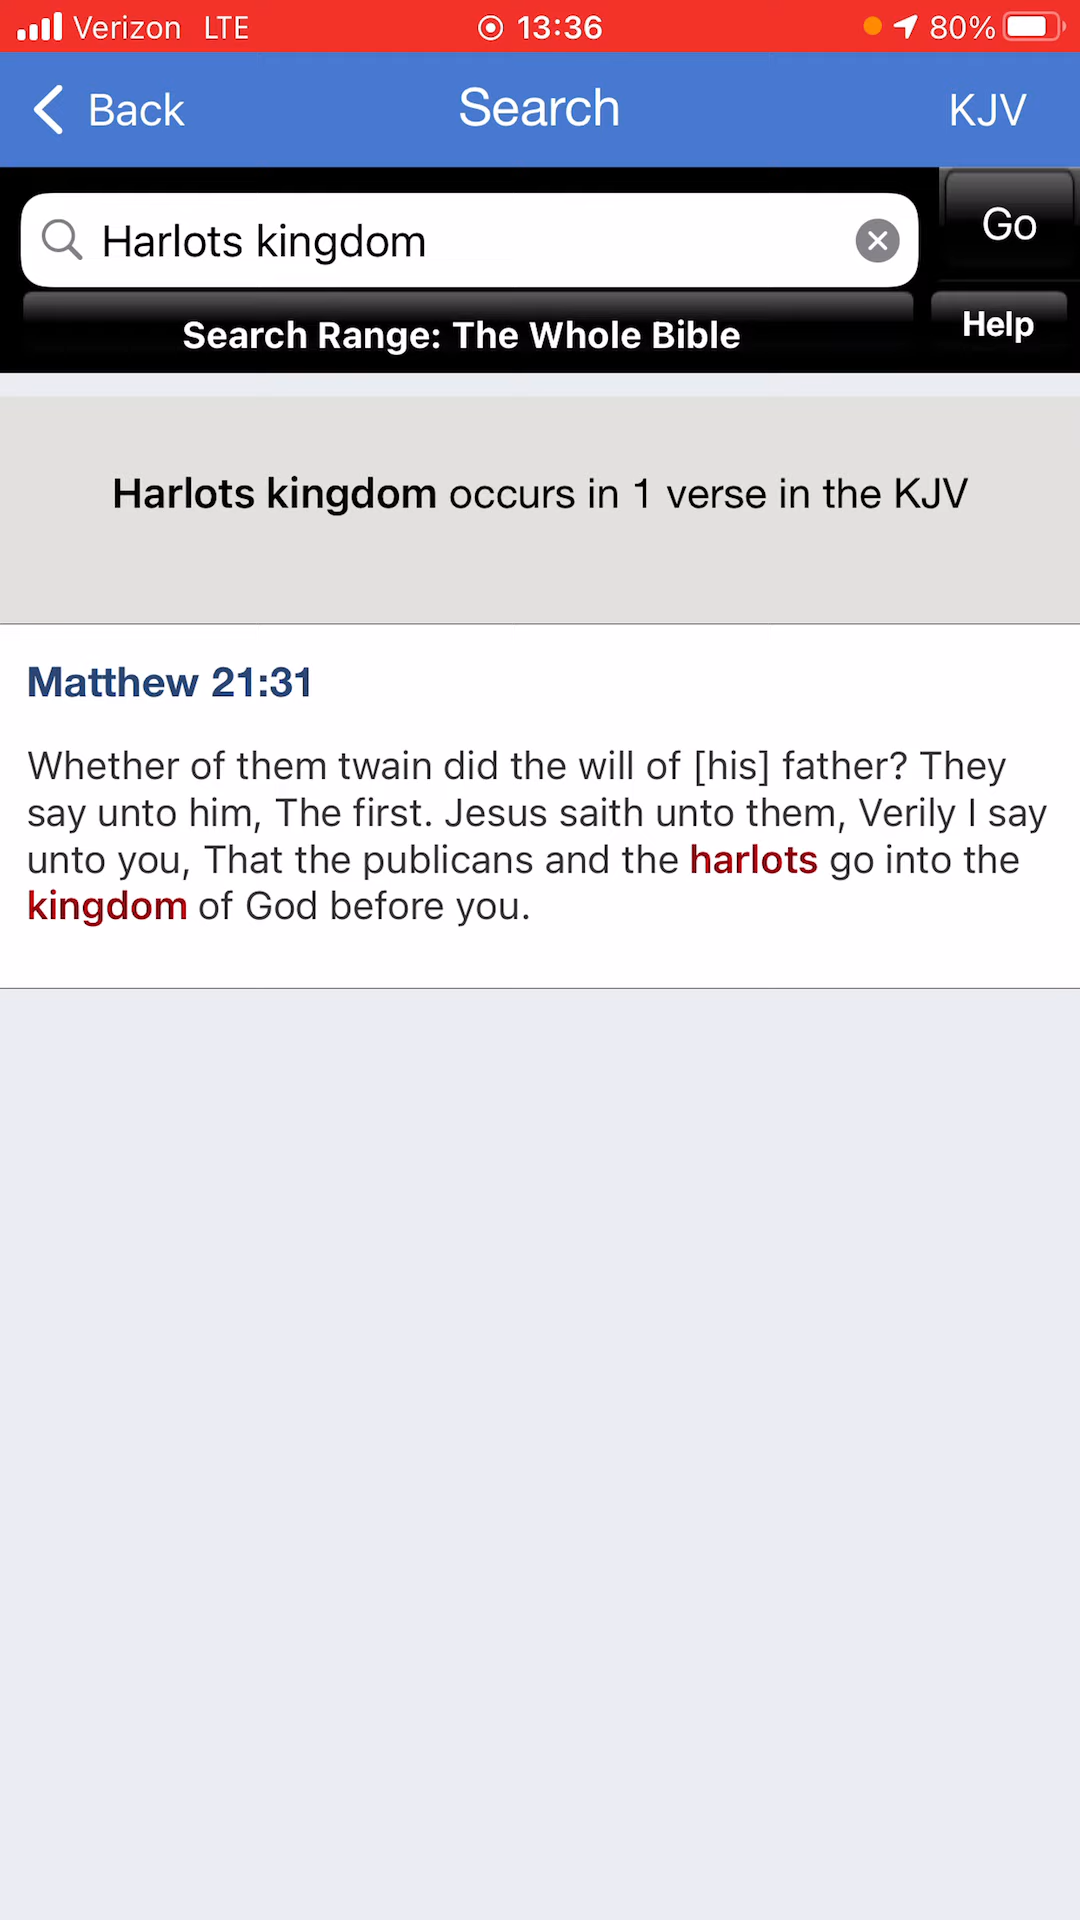 Verizon LTE 13:36 80%
Back Search KJV
Harlots kingdom Go
Search Range: The Whole Bible Help
Harlots kingdom occurs in 1 verse in the KJV
Matthew 21:31
Whether of them twain did the will of [his] father? They
say unto him, The first. Jesus saith unto them, Verily I say
unto you, That the publicans and the harlots go into the
kingdom of God before you.